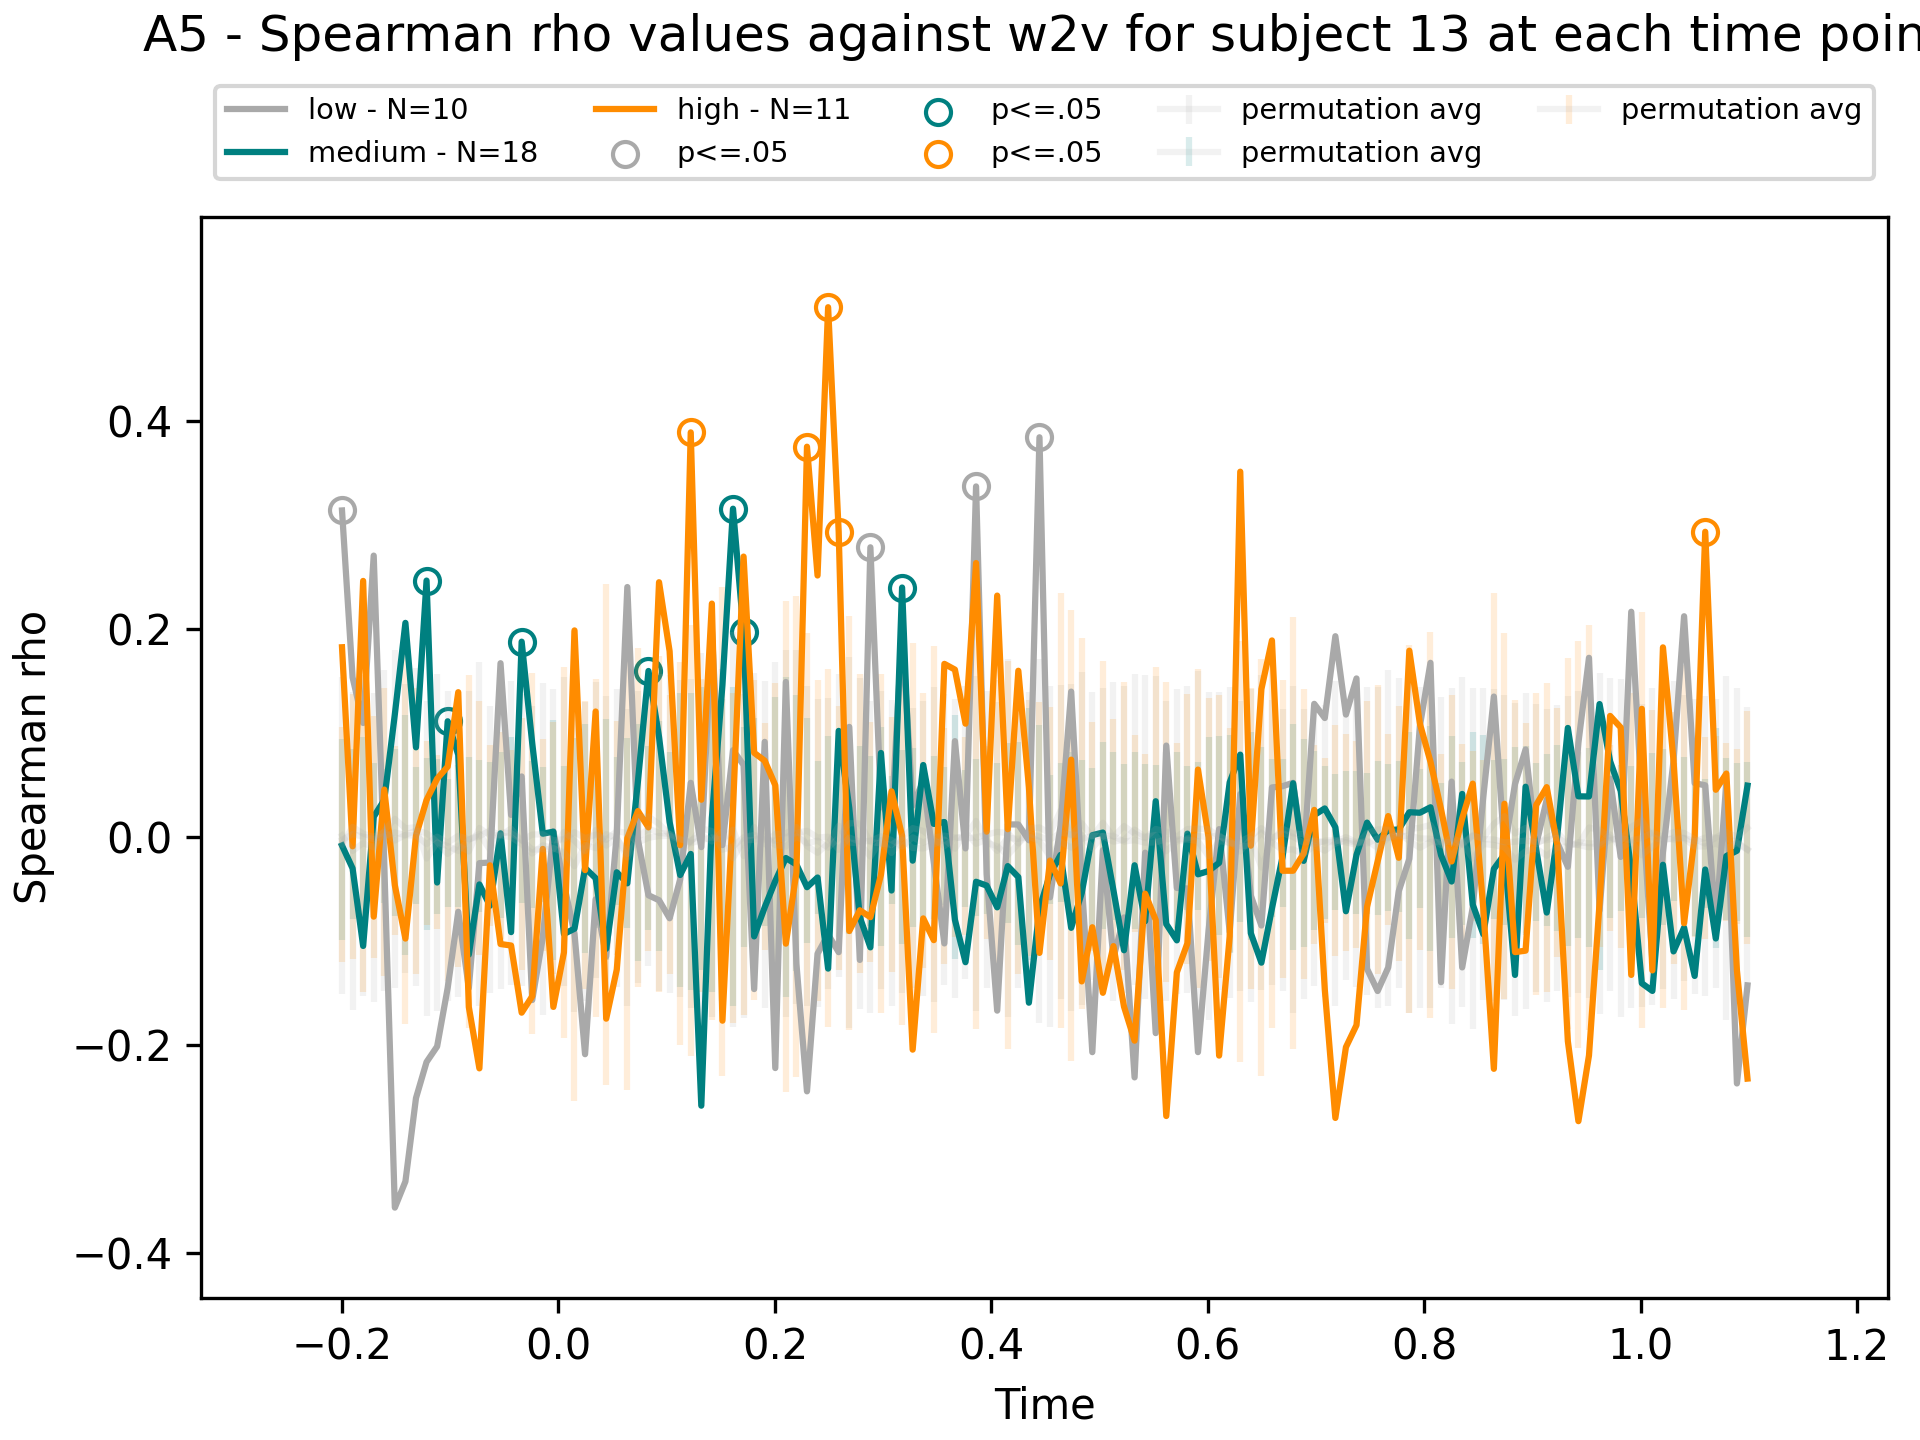 A5 - Spearman rho values against w2v for subject 13 at each time poin
low - N=10
medium - N=18
high - N=11
p<=.05
p<=.05
p<=.05
permutation avg
permutation avg
permutation avg
Spearman rho
0.4
0.2
0.0
−0.2
−0.4
−0.2 0.0 0.2 0.4 0.6 0.8 1.0 1.2
Time